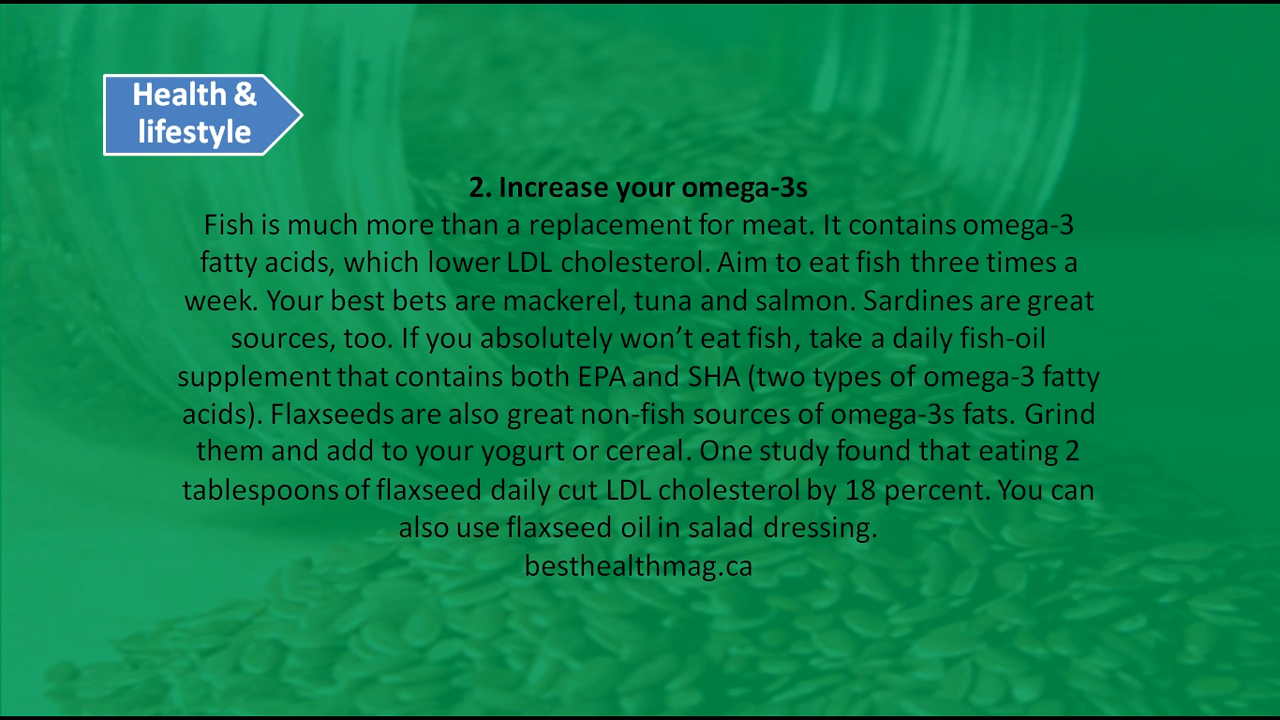 Health &
lifestyle
2. Increase your omega-3s
Fish is much more than a replacement for meat. It contains omega-3
fatty acids, which lower LDL cholesterol. Aim to eat fish three times a
week. Your best bets are mackerel, tuna and salmon. Sardines are great
sources, too. If you absolutely won’t eat fish, take a daily fish-oil
supplement that contains both EPA and SHA (two types of omega-3 fatty
acids). Flaxseeds are also great non-fish sources of omega-3s fats. Grind
them and add to your yogurt or cereal. One study found that eating 2
tablespoons of flaxseed daily cut LDL cholesterol by 18 percent. You can
also use flaxseed oil in salad dressing.
besthealthmag.ca